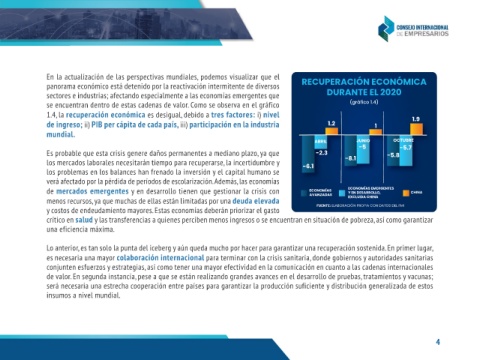 CONSEJO INTERNACIONAL
DE EMPRESARIOS
En la actualización de las perspectivas mundiales, podemos visualizar que el
panorama económico está detenido por la reactivación intermitente de diversos
sectores e industrias; afectando especialmente a las economías emergentes que
se encuentran dentro de estas cadenas de valor. Como se observa en el gráfico
1.4, la recuperación económica es desigual, debido a tres factores: i) nivel
de ingreso; ii) PIB per cápita de cada país, iii) participación en la industria
mundial.
Es probable que esta crisis genere daños permanentes a mediano plazo, ya que
los mercados laborales necesitarán tiempo para recuperarse, la incertidumbre y
los problemas en los balances han frenado la inversión y el capital humano se
verá afectado por la pérdida de períodos de escolarización. Además, las economías
de mercados emergentes y en desarrollo tienen que gestionar la crisis con
menos recursos, ya que muchas de ellas están limitadas por una deuda elevada
y costos de endeudamiento mayores. Estas economías deberán priorizar el gasto
crítico en salud y las transferencias a quienes perciben menos ingresos o se encuentran en situación de pobreza, así como garantizar
una eficiencia máxima.
RECUPERACIÓN ECONÓMICA
DURANTE EL 2020
(gráfico 1.4)
1.2
1
1.9
ABRIL
JUNIO
OCTUBRE
-2.3
-5
-5.7
-6.1
-8.1
-5.8
ECONOMÍAS
AVANZADAS
ECONOMÍAS EMERGENTES
Y EN DESARROLLO,
EXCLUIDA CHINA
CHINA
FUENTE: ELABORACIÓN PROPIA CON DATOS DEL FMI
Lo anterior, es tan solo la punta del iceberg y aún queda mucho por hacer para garantizar una recuperación sostenida. En primer lugar,
es necesaria una mayor colaboración internacional para terminar con la crisis sanitaria, donde gobiernos y autoridades sanitarias
conjunten esfuerzos y estrategias, así como tener una mayor efectividad en la comunicación en cuanto a las cadenas internacionales
de valor. En segunda instancia, pese a que se están realizando grandes avances en el desarrollo de pruebas, tratamientos y vacunas;
será necesaria una estrecha cooperación entre países para garantizar la producción suficiente y distribución generalizada de estos
insumos a nivel mundial.
4